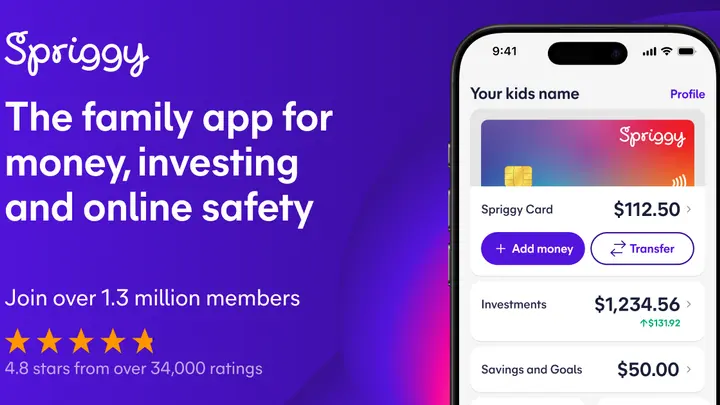 Spriggy
The family app for
money, investing
and online safety
Join over 1.3 million members
4.8 stars from over 34,000 ratings
9:41
Your kids name
Profile
Spriggy
Spriggy Card
$112.50
+ Add money
Transfer
Investments
$1,234.56
↑$131.92
Savings and Goals
$50.00